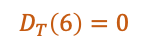 D_T(6) = 0